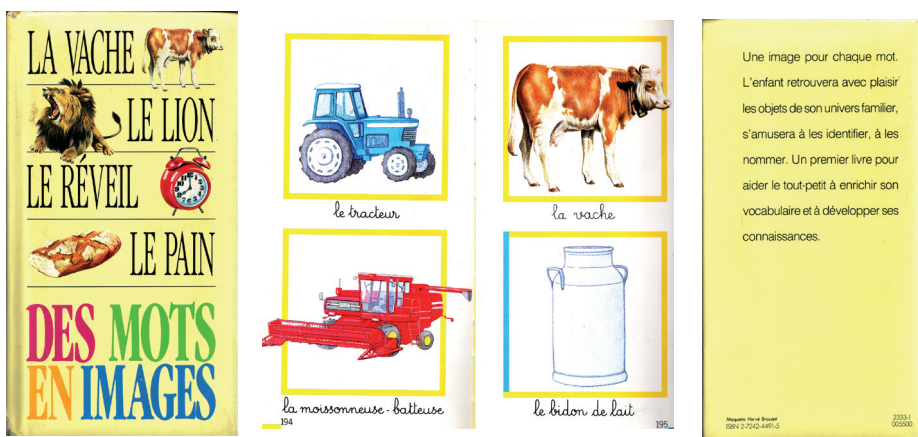 LA VACHE
LE LION
LE RÉVEIL
LE PAIN
DES MOTS
EN IMAGES
le tracteur
la moissonneuse-batteuse
194
la vache
le bidon de lait
195
Une image pour chaque mot.
L'enfant retrouvera avec plaisir
les objets de son univers familier,
s'amusera à les identifier, à les
nommer. Un premier livre pour
aider le tout-petit à enrichir son
vocabulaire et à développer ses
connaissances.
Maquette Hervé Brouant
ISBN 2-7242-4491-5
2333-1
005500